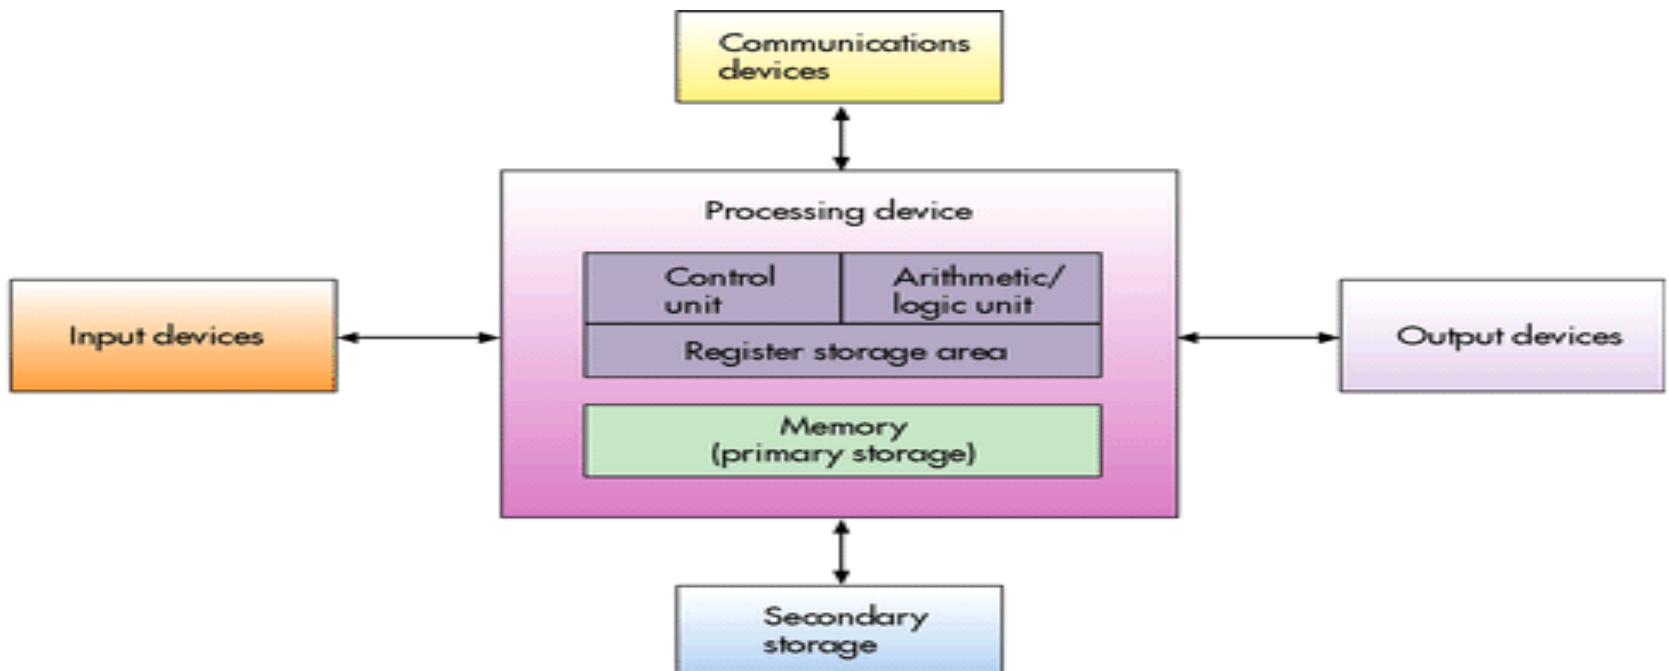 Communications
devices
Processing device
Control
unit
Arithmetic/
logic unit
Register storage area
Memory
(primary storage)
Input devices
Output devices
Secondary
storage